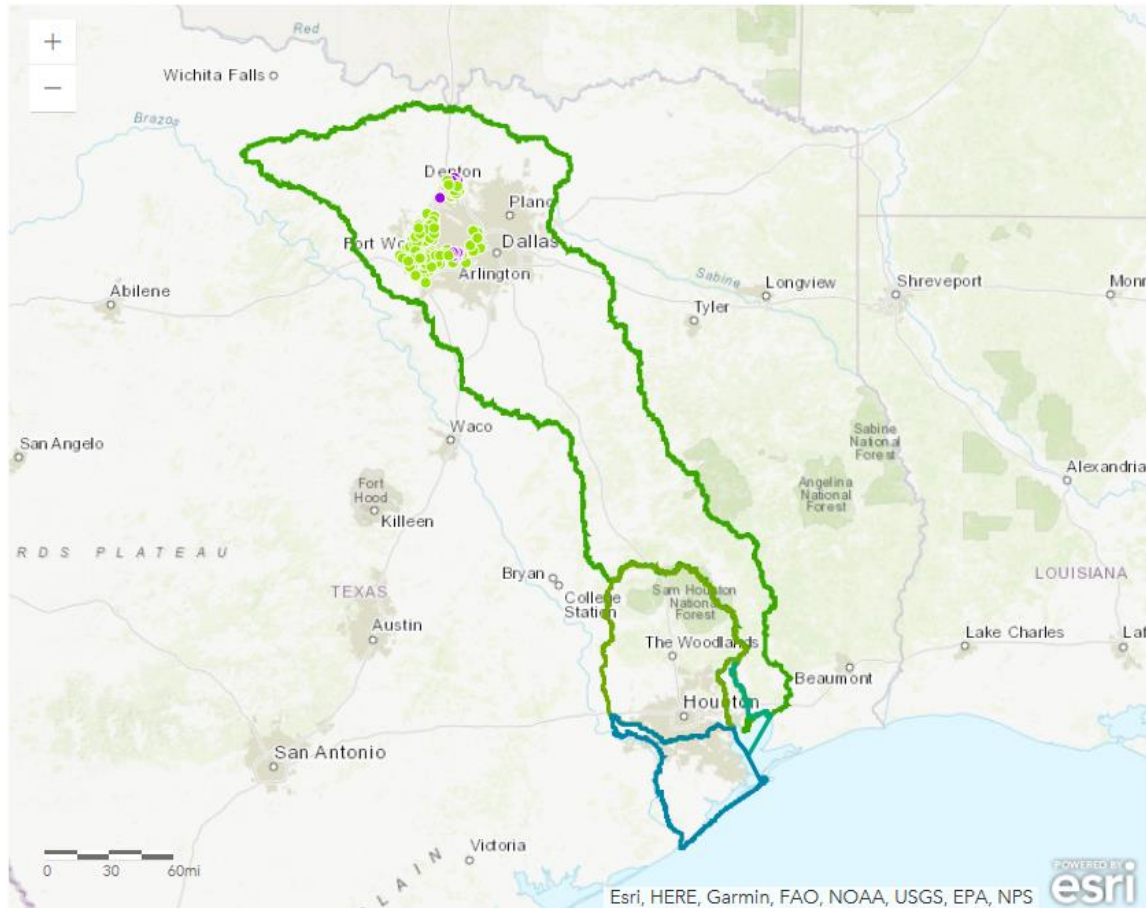 +
−
Red
Wichita Falls
Brazos
Denton
Plano
Fort Wo
Dallas
Arlington
Abilene
Sabine
Longview
Shreveport
Monr
Tyler
Waco
San Angelo
Sabine
National
Forest
Alexandria
Angelina
National
Forest
Fort
Hood
Killeen
RDS PLATEAU
Bryan
College
Station
Sam Houston
National
Forest
TEXAS
LOUISIANA
Austin
The Woodlands
Lake Charles
Laf
Beaumont
Houston
San Antonio
Victoria
LAIN
0 30 60mi
Esri, HERE, Garmin, FAO, NOAA, USGS, EPA, NPS
POWERED BY
esri